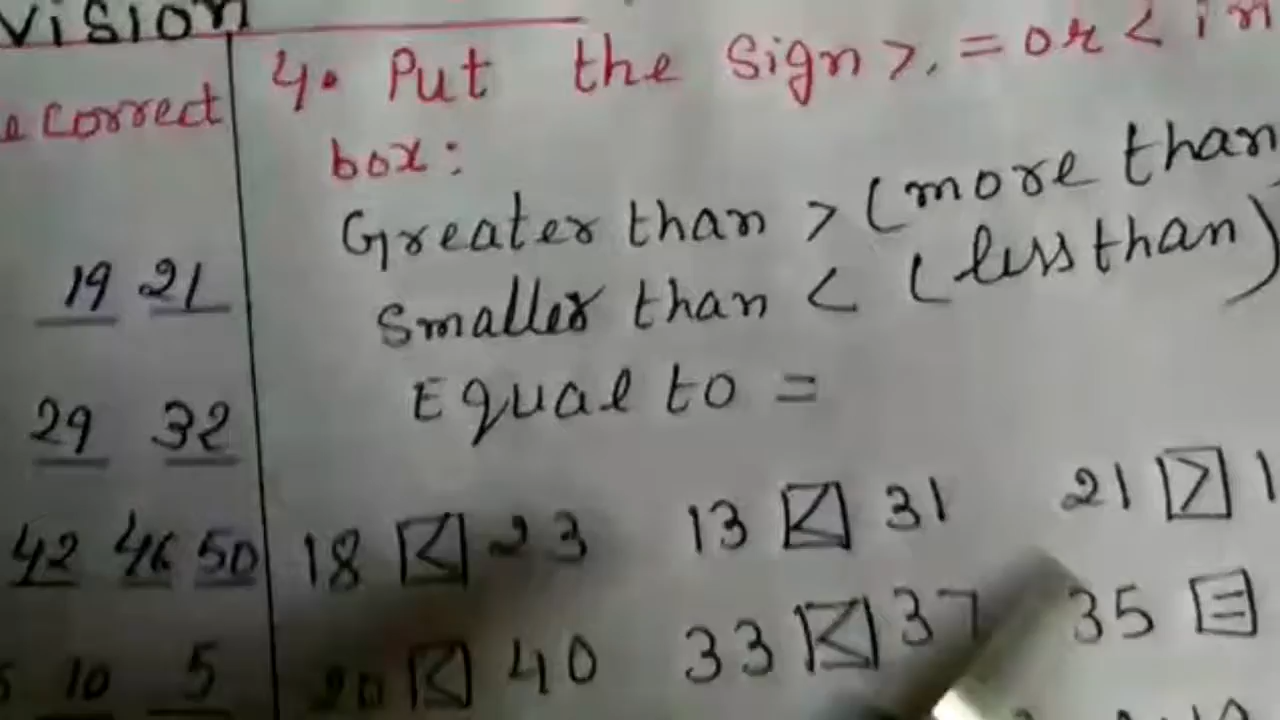 vision
correct
19 21
29 32
42 46 50
10 5
4. Put the sign >, = or < in
box:
Greater than > (more than
Smaller than < (less than)
Equal to =
18 < 23 13 < 31 21 >
< 40 33 < 37 35 =